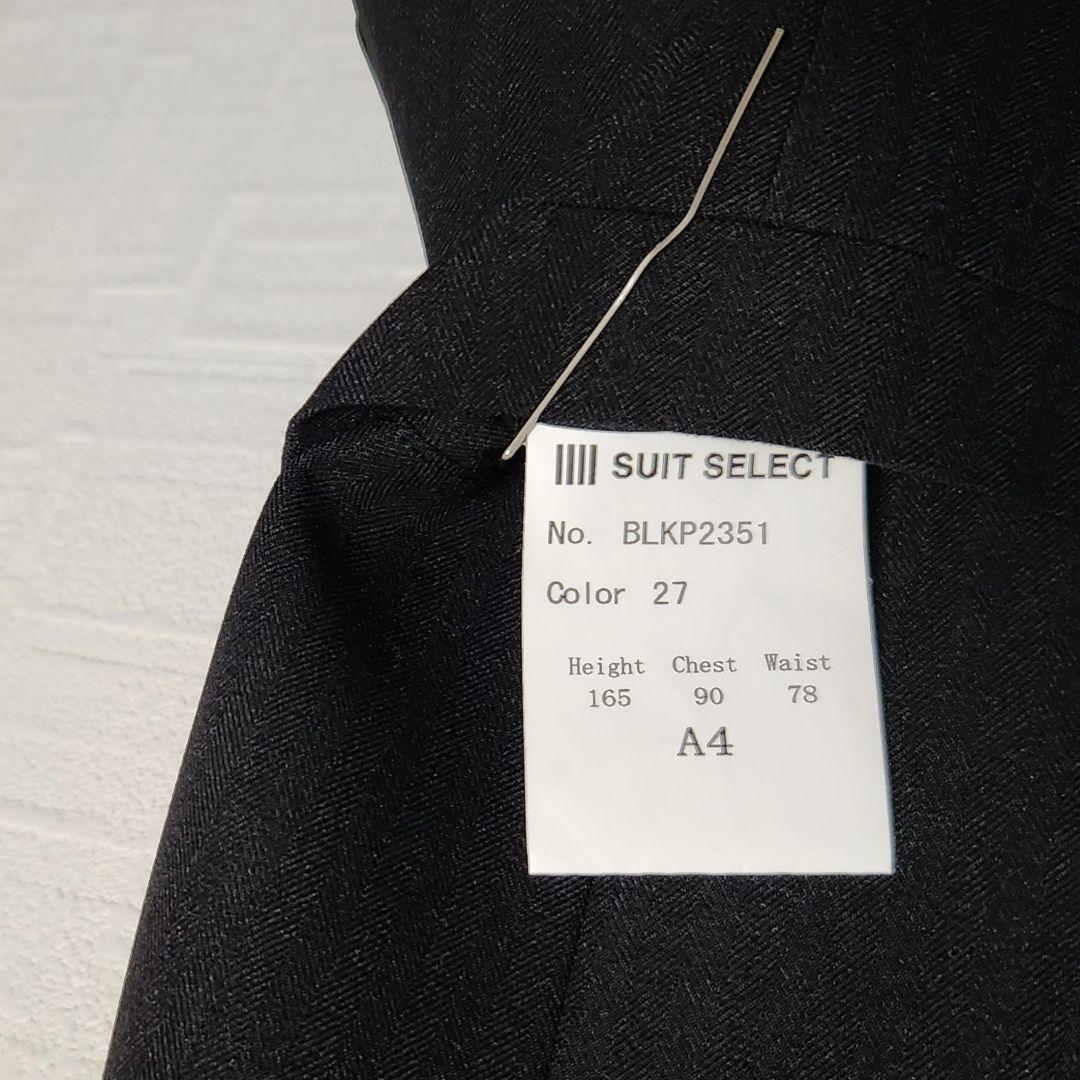 SUIT SELECT
No. BLKP2351
Color 27
Height Chest Waist
165 90 78
A4